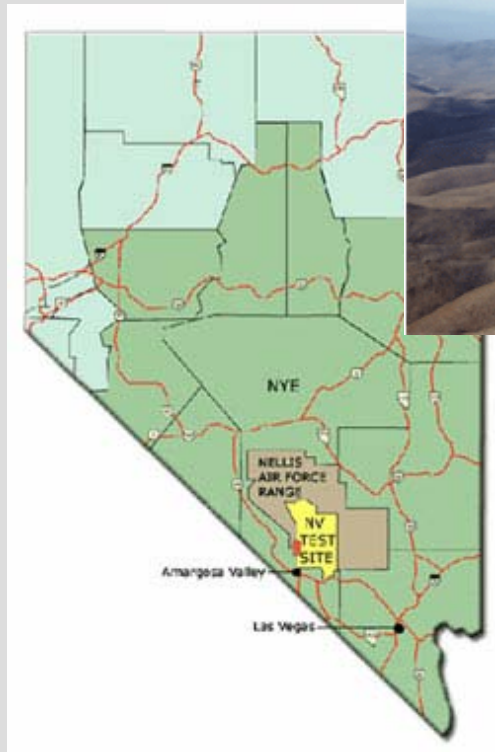 NYE
NELLIS
AIR FORCE
RANGE
NV
TEST
SITE
Amargosa Valley
Las Vegas